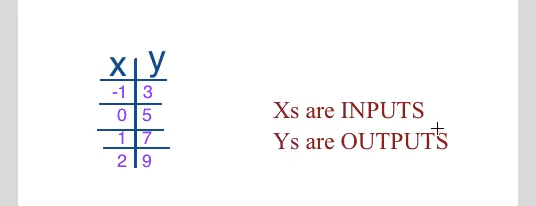 x y
-1 3
0 5
1 7
2 9
Xs are INPUTS
Ys are OUTPUTS